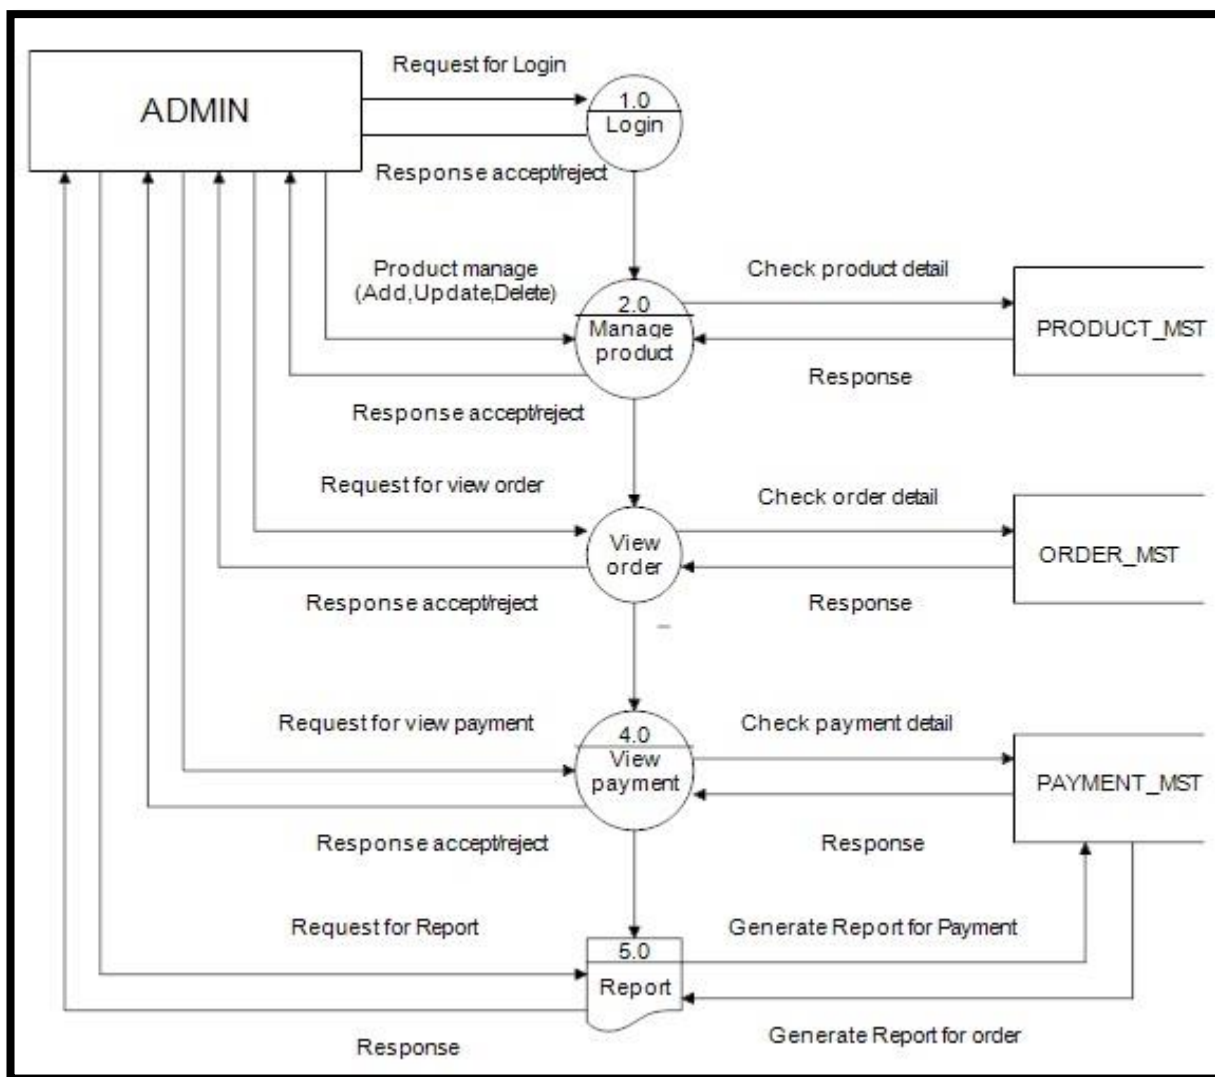 Request for Login
ADMIN
1.0
Login
Response accept/reject
Product manage
(Add,Update,Delete)
Check product detail
2.0
Manage
product
PRODUCT_MST
Response
Response accept/reject
Request for view order
Check order detail
View
order
ORDER_MST
Response accept/reject
Response
Request for view payment
Check payment detail
4.0
View
payment
PAYMENT_MST
Response accept/reject
Response
Request for Report
Generate Report for Payment
5.0
Report
Generate Report for order
Response